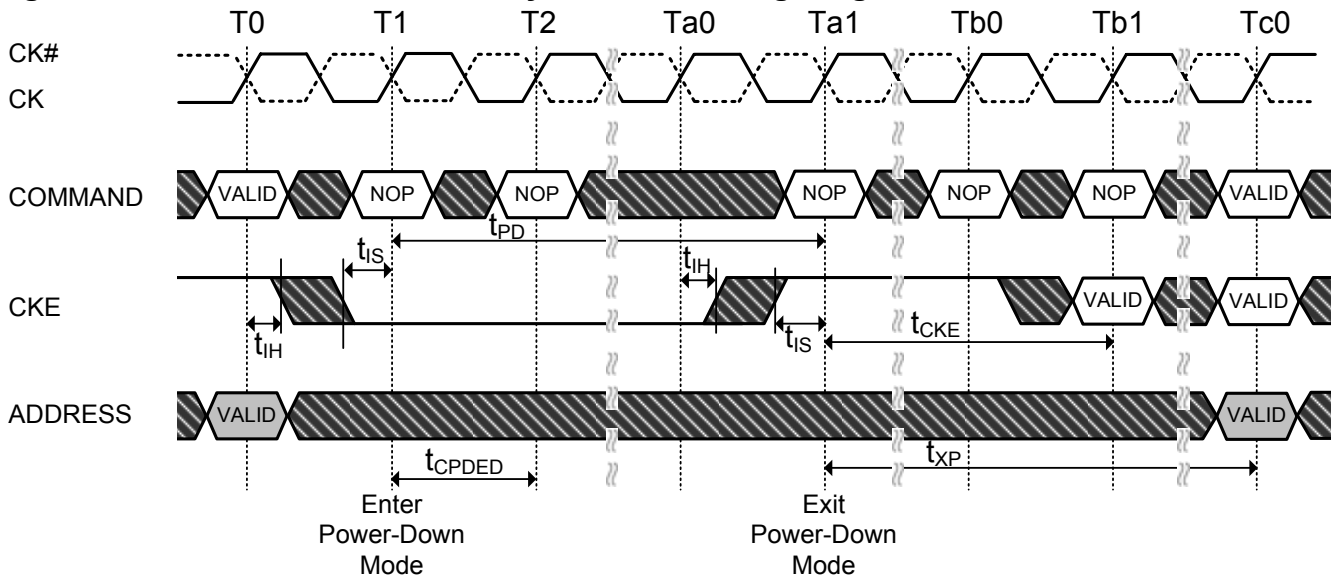 T0 T1 T2 Ta0 Ta1 Tb0 Tb1 Tc0
CK#
CK
COMMAND VALID NOP NOP NOP NOP NOP VALID
tPD
tIS tIH
CKE VALID VALID
tIH tIS tCKE
ADDRESS VALID VALID
tCPDED tXP
Enter
Power-Down
Mode
Exit
Power-Down
Mode